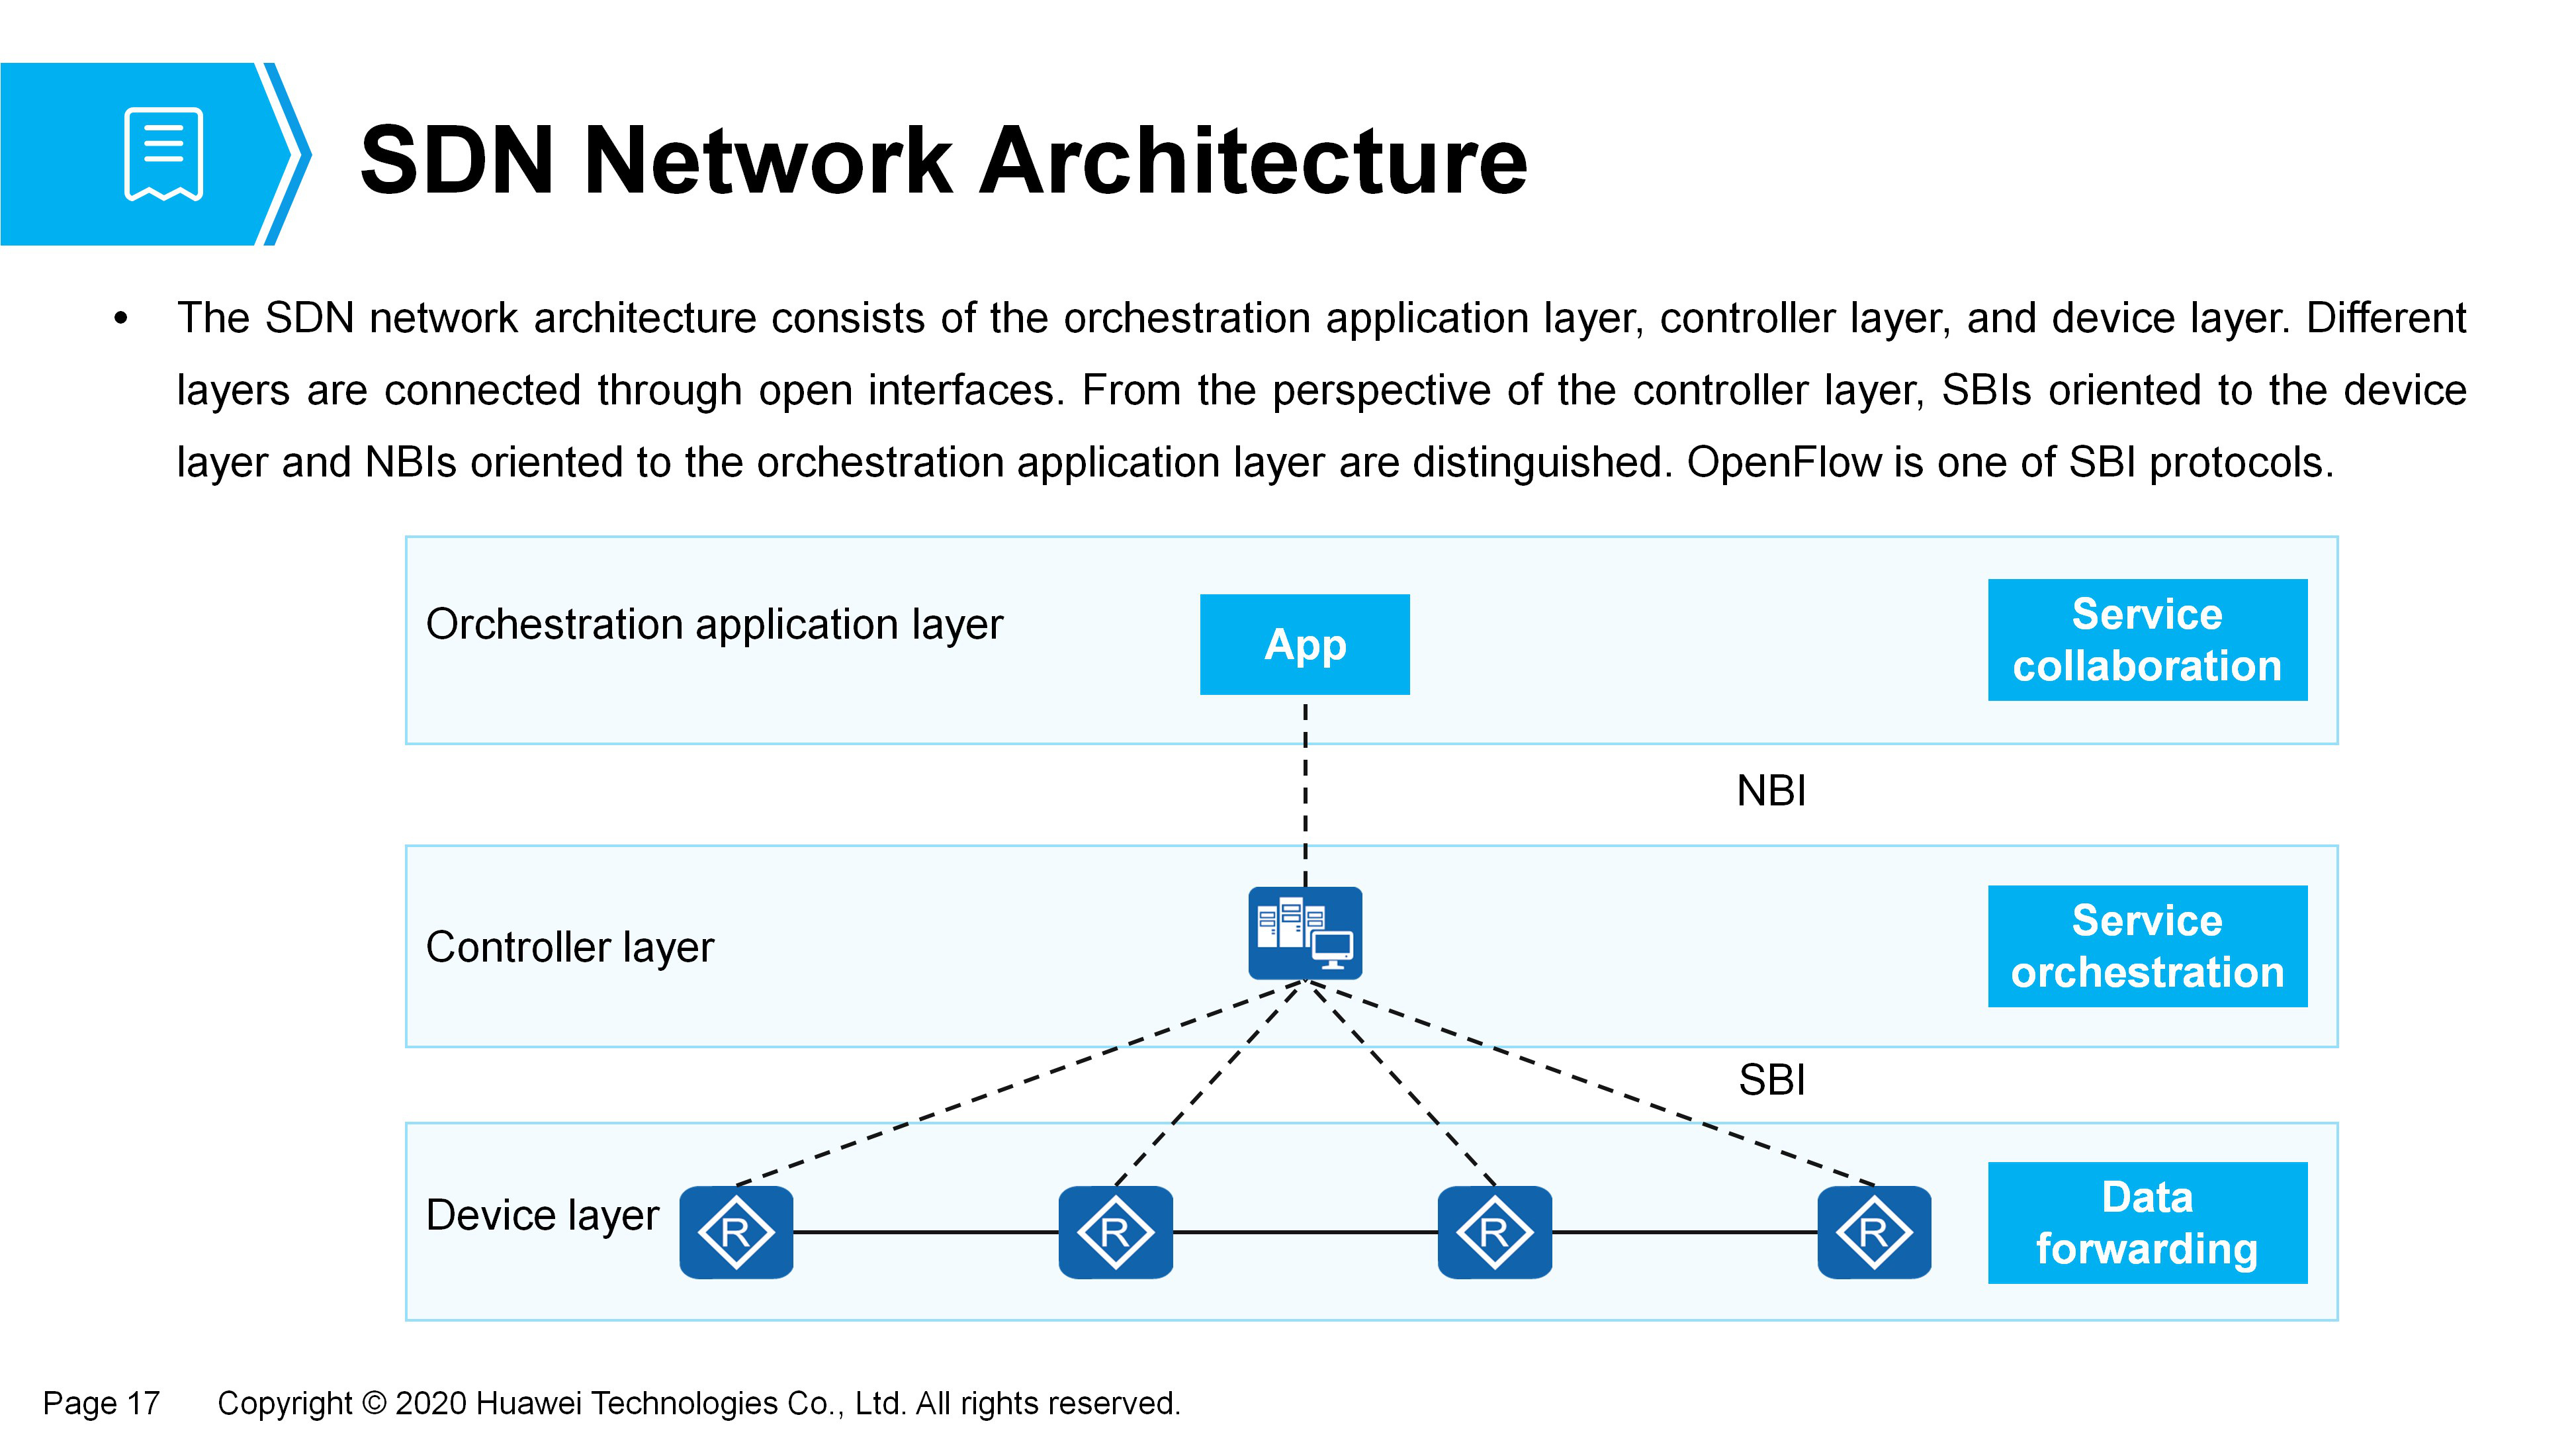 SDN Network Architecture
• The SDN network architecture consists of the orchestration application layer, controller layer, and device layer. Different
layers are connected through open interfaces. From the perspective of the controller layer, SBIs oriented to the device
layer and NBIs oriented to the orchestration application layer are distinguished. OpenFlow is one of SBI protocols.
Orchestration application layer
App
Service
collaboration
NBI
Controller layer
Service
orchestration
SBI
Device layer
R
R
R
R
Data
forwarding
Page 17 Copyright © 2020 Huawei Technologies Co., Ltd. All rights reserved.